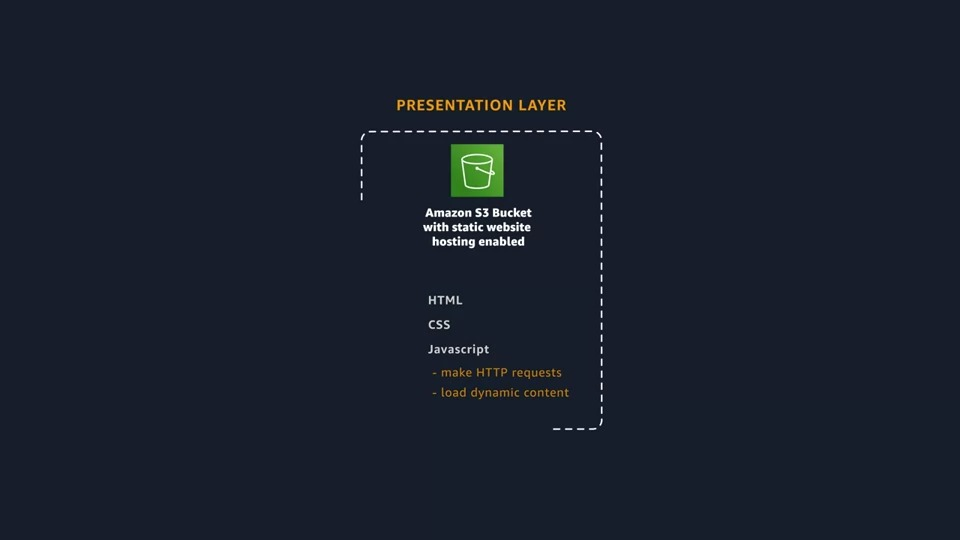 PRESENTATION LAYER
Amazon S3 Bucket
with static website
hosting enabled
HTML
CSS
Javascript
- make HTTP requests
- load dynamic content